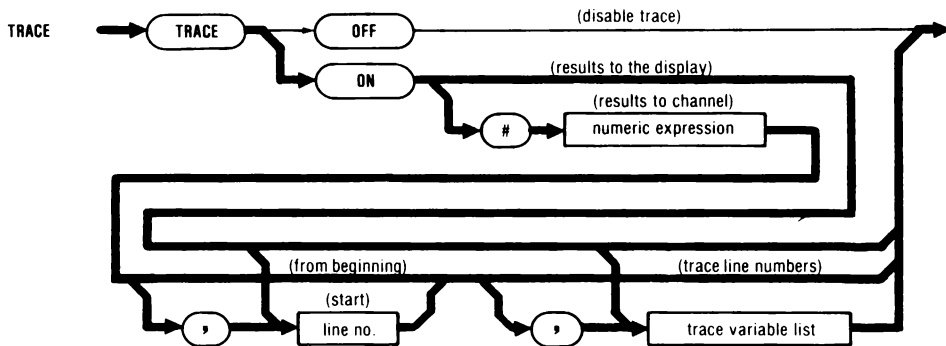 (disable trace)
TRACE TRACE OFF
ON (results to the display)
(results to channel)
# numeric expression
(from beginning) (trace line numbers)
(start)
, line no. , trace variable list